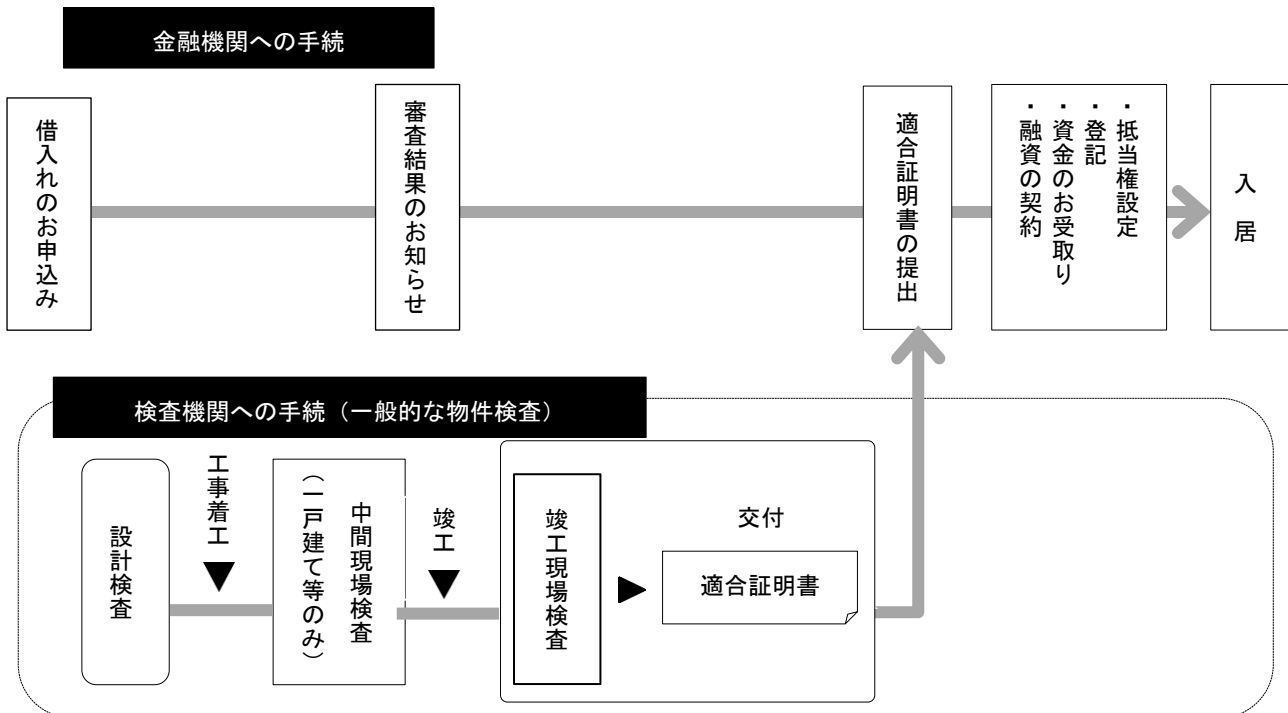 金融機関への手続
借入れのお申込み
審査結果のお知らせ
適合証明書の提出
・抵当権設定
・登記
・資金のお受取り
・融資の契約
入居
検査機関への手続（一般的な物件検査）
設計検査
工事着工
中間現場検査
（一戸建て等のみ）
竣工
竣工現場検査
交付
適合証明書